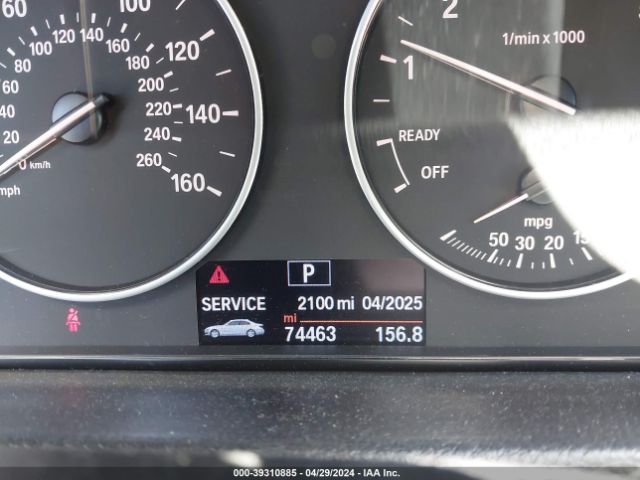 60
80
100
120
140
160
180
200
220
240
260
100
120
140
160
40
20
0 km/h
mph
2
1/min x 1000
1
READY
OFF
mpg
50 30 20 15
P
SERVICE 2100 mi 04/2025
mi
74463 156.8
000-39310885 - 04/29/2024 - IAA Inc.